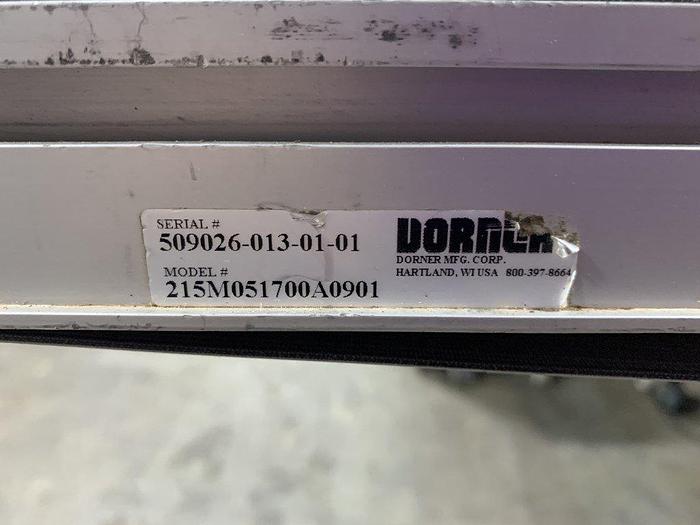 SERIAL #
509026-013-01-01
MODEL #
215M051700A0901
DORNER
DORNER MFG. CORP.
HARTLAND, WI USA 800-397-8664